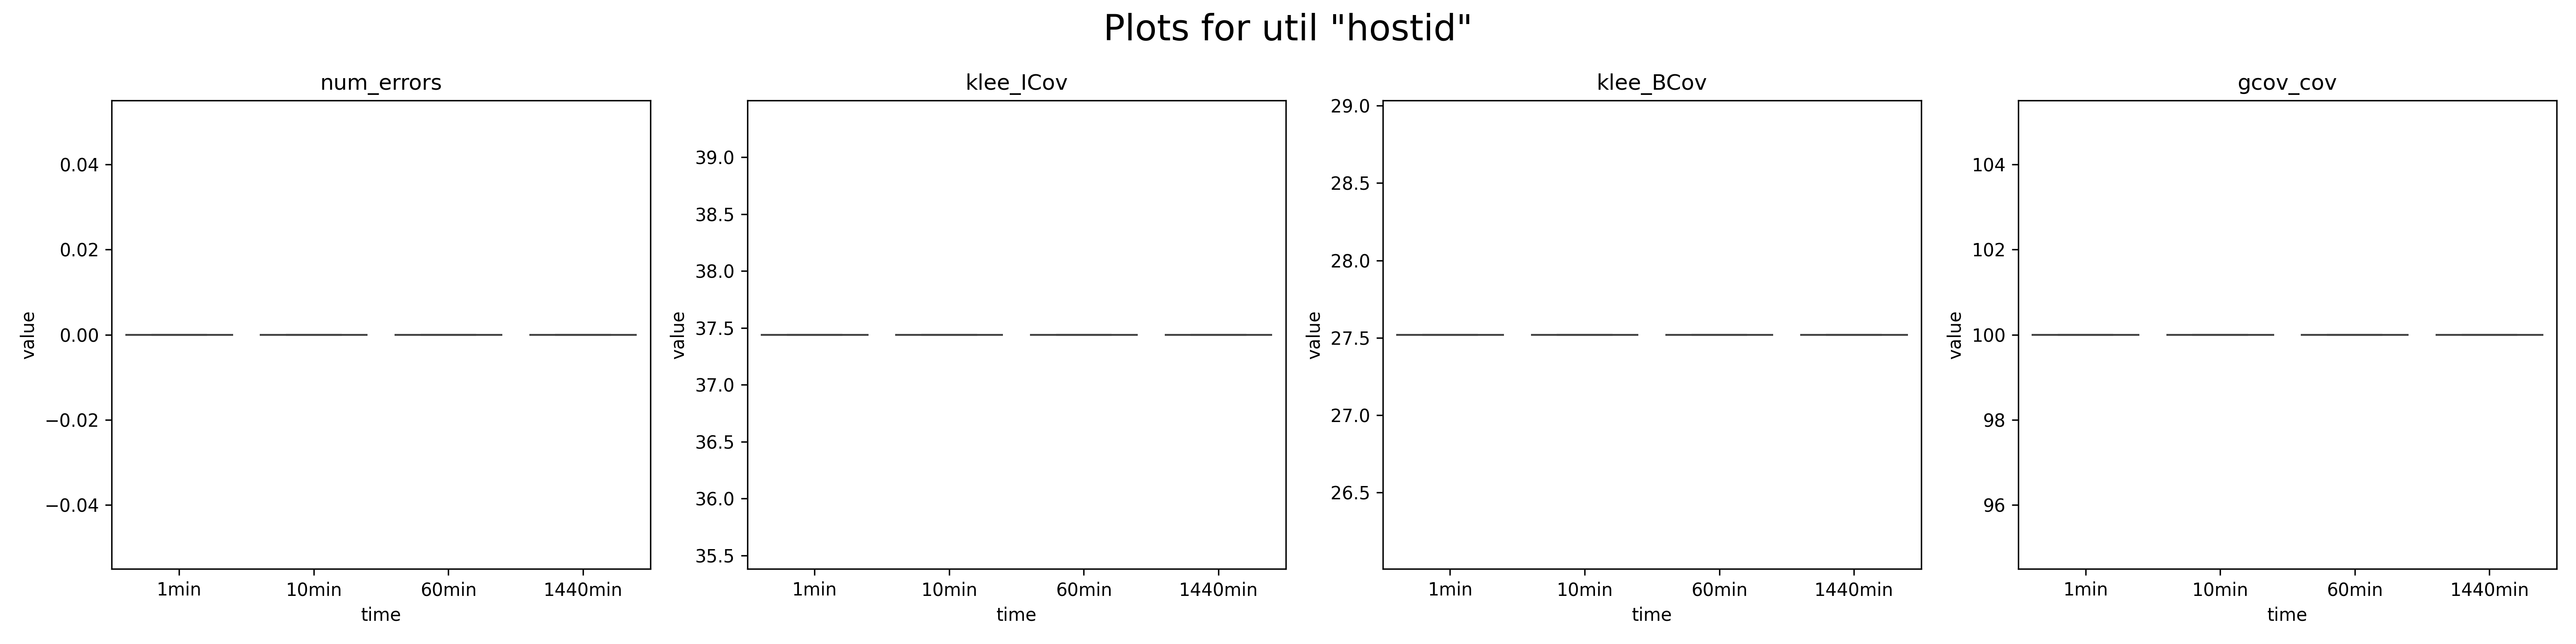 Plots for util "hostid"
num_errors
value
0.04
0.02
0.00
−0.02
−0.04
1min 10min 60min 1440min
time
klee_ICov
value
39.0
38.5
38.0
37.5
37.0
36.5
36.0
35.5
1min 10min 60min 1440min
time
klee_BCov
value
29.0
28.5
28.0
27.5
27.0
26.5
1min 10min 60min 1440min
time
gcov_cov
value
104
102
100
98
96
1min 10min 60min 1440min
time